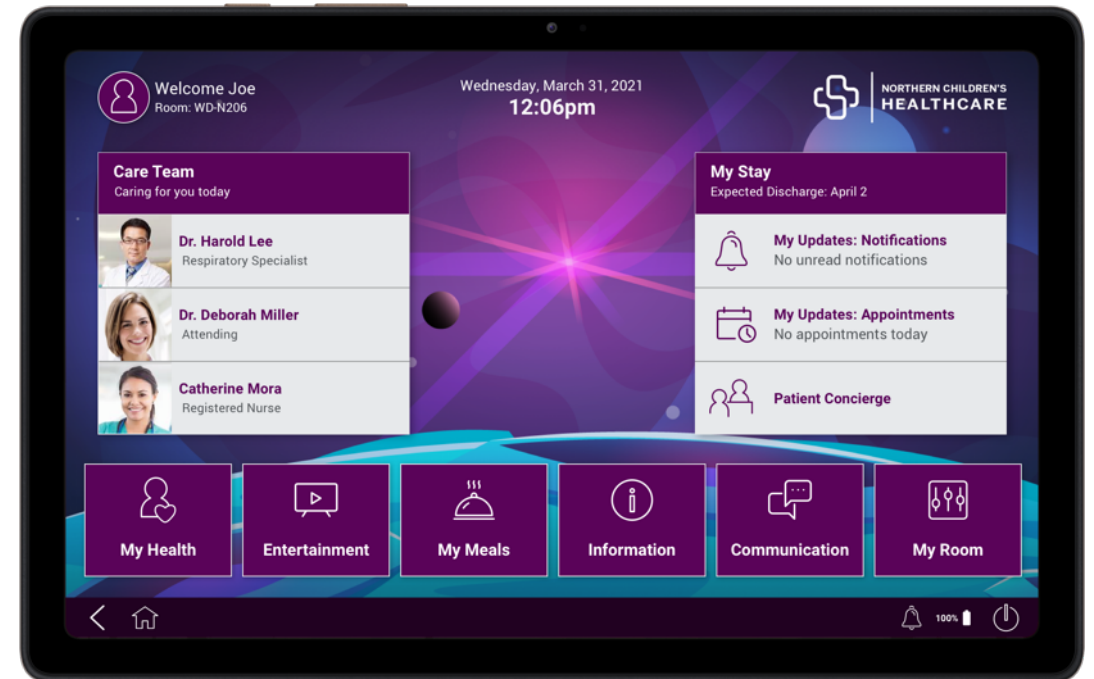 Welcome Joe
Room: WD-N206
Wednesday, March 31, 2021
12:06pm
NORTHERN CHILDREN'S
HEALTHCARE
Care Team
Caring for you today
Dr. Harold Lee
Respiratory Specialist
Dr. Deborah Miller
Attending
Catherine Mora
Registered Nurse
My Stay
Expected Discharge: April 2
My Updates: Notifications
No unread notifications
My Updates: Appointments
No appointments today
Patient Concierge
My Health
Entertainment
My Meals
Information
Communication
My Room
100%